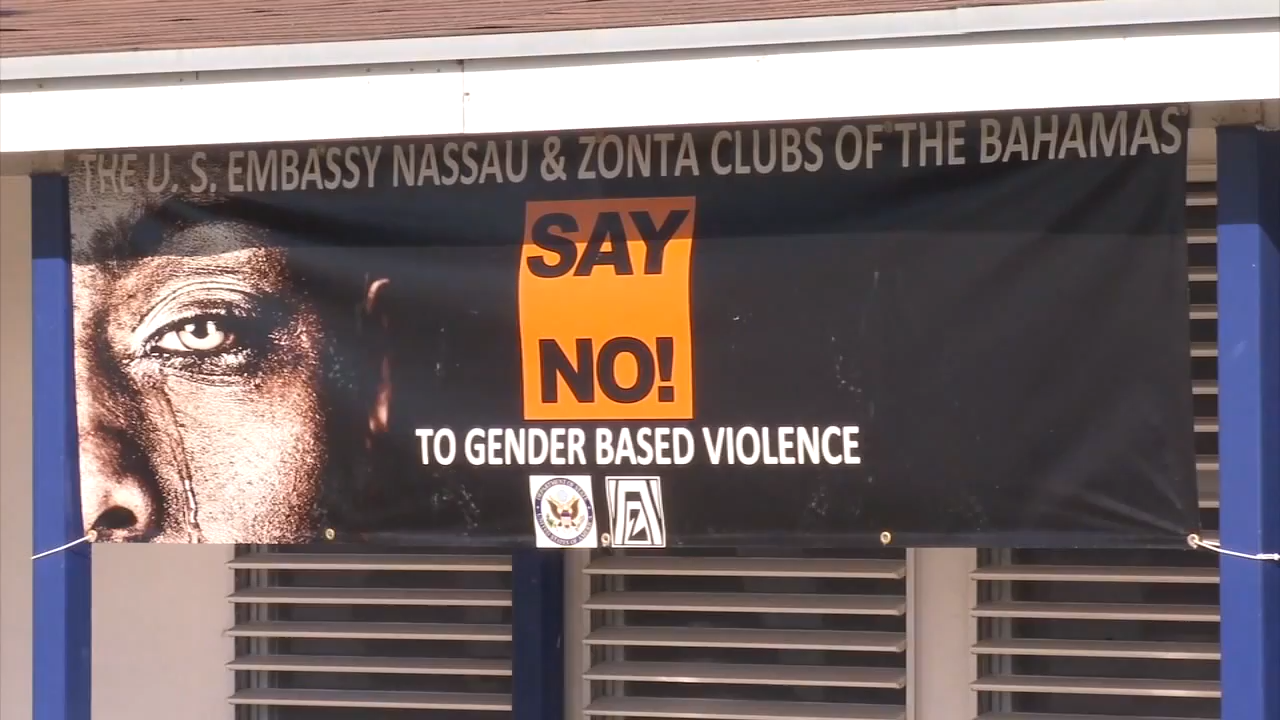 THE U. S. EMBASSY NASSAU & ZONTA CLUBS OF THE BAHAMAS
SAY
NO!
TO GENDER BASED VIOLENCE